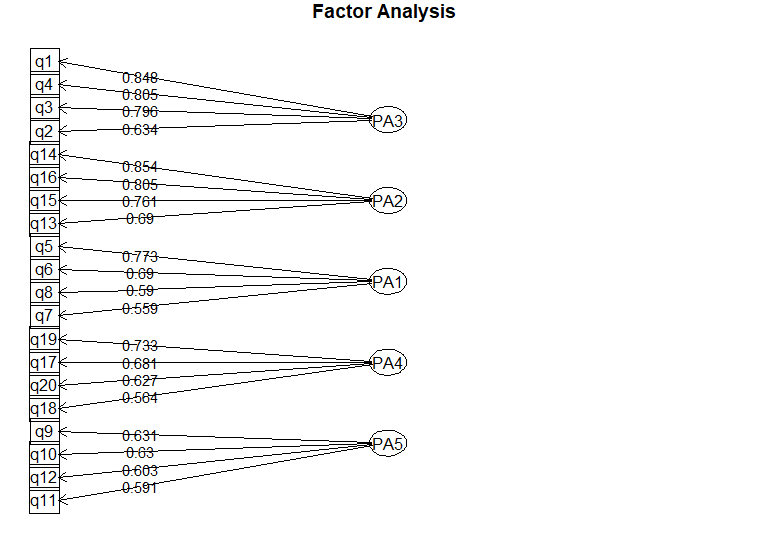 Factor Analysis
q1
0.848
q4
0.805
q3
0.796
q2
0.634
PA3
q14
0.854
q16
0.805
q15
0.761
q13
0.69
PA2
q5
0.773
q6
0.69
q8
0.59
q7
0.559
PA1
q19
0.733
q17
0.681
q20
0.627
q18
0.564
PA4
q9
0.631
q10
0.63
q12
0.603
q11
0.591
PA5